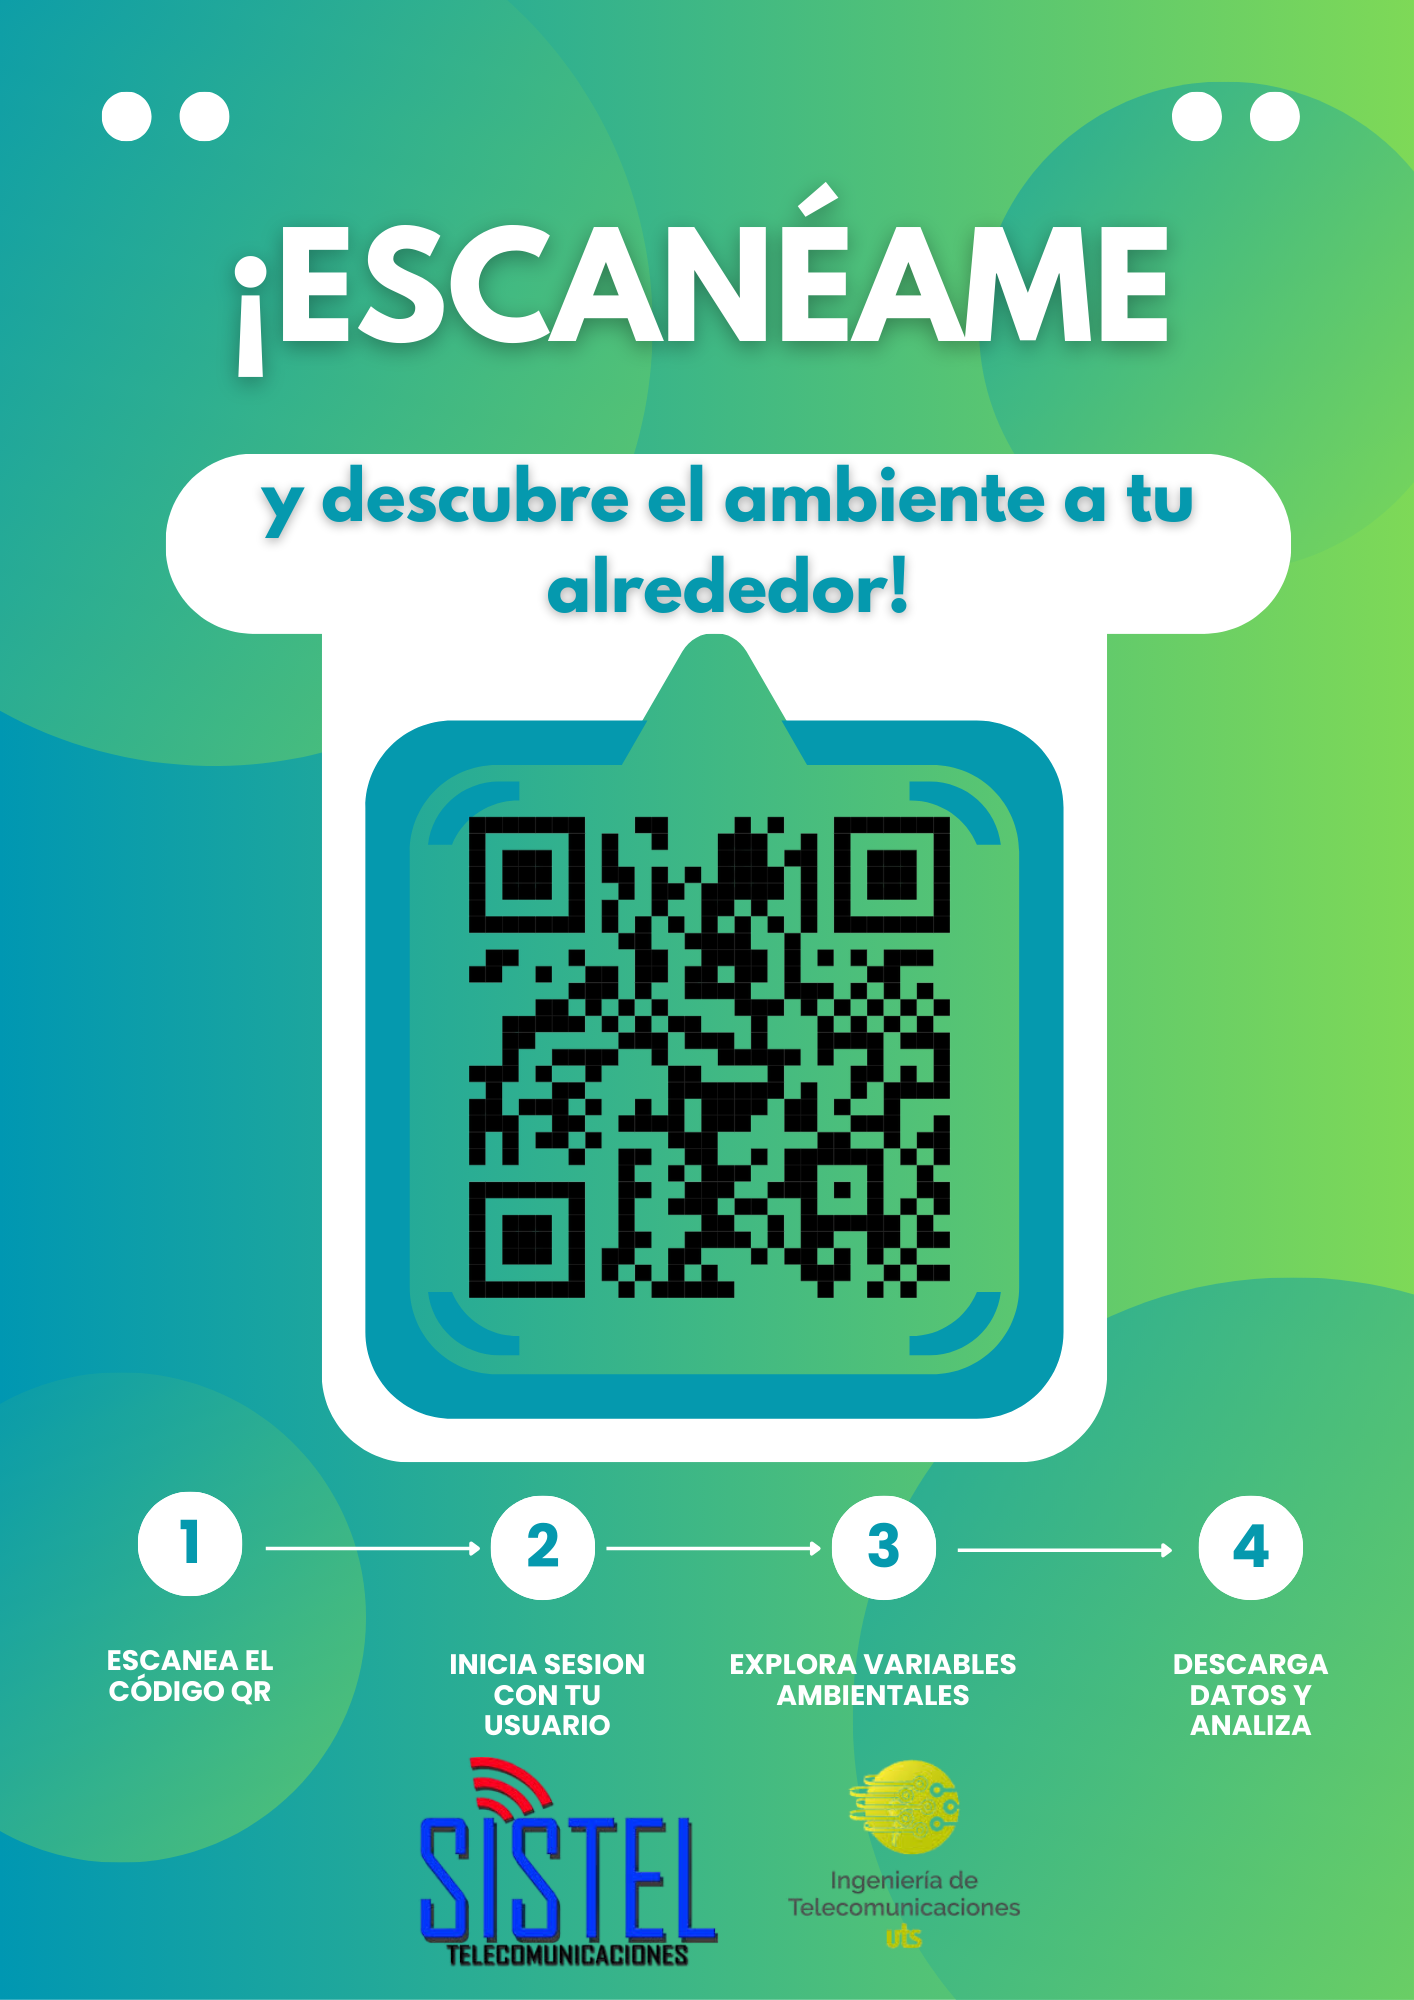 ¡ESCANÉAME
y descubre el ambiente a tu
alrededor!
1
2
3
4
ESCANEA EL
CÓDIGO QR
INICIA SESION
CON TU
USUARIO
EXPLORA VARIABLES
AMBIENTALES
DESCARGA
DATOS Y
ANALIZA
SISTEL
TELECOMUNICACIONES
Ingeniería de
Telecomunicaciones
uts